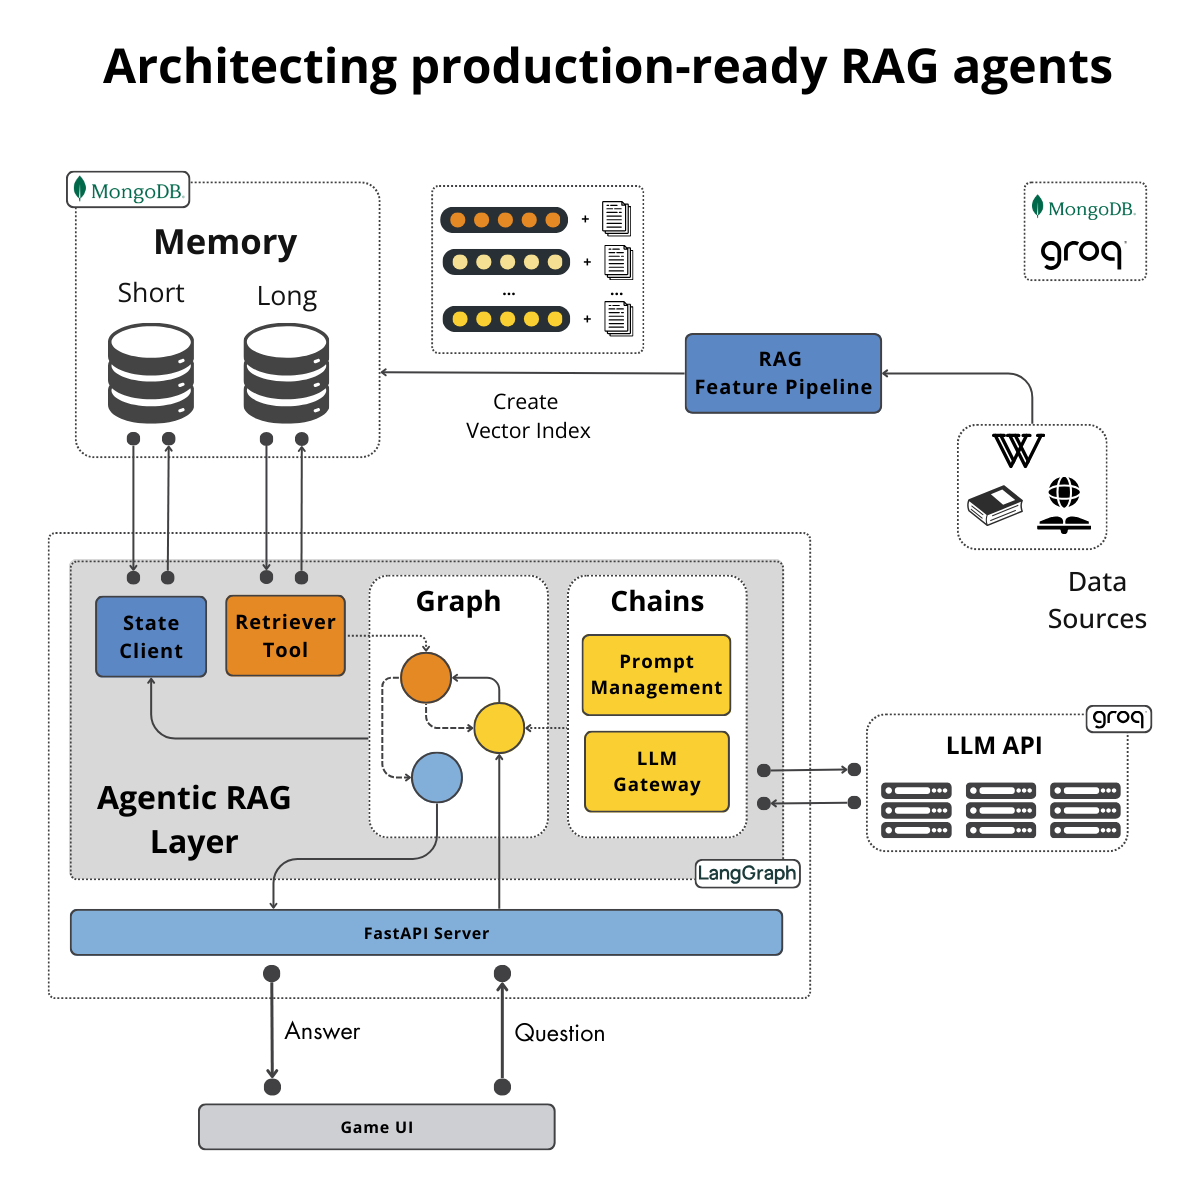 Architecting production-ready RAG agents
MongoDB.
Memory
Short
Long
+
+
... ...
+
MongoDB.
groq
RAG
Feature Pipeline
Create
Vector Index
W
Data
Sources
State
Client
Retriever
Tool
Graph
Chains
Prompt
Management
LLM
Gateway
Agentic RAG
Layer
LangGraph
groq
LLM API
FastAPI Server
Answer
Question
Game UI